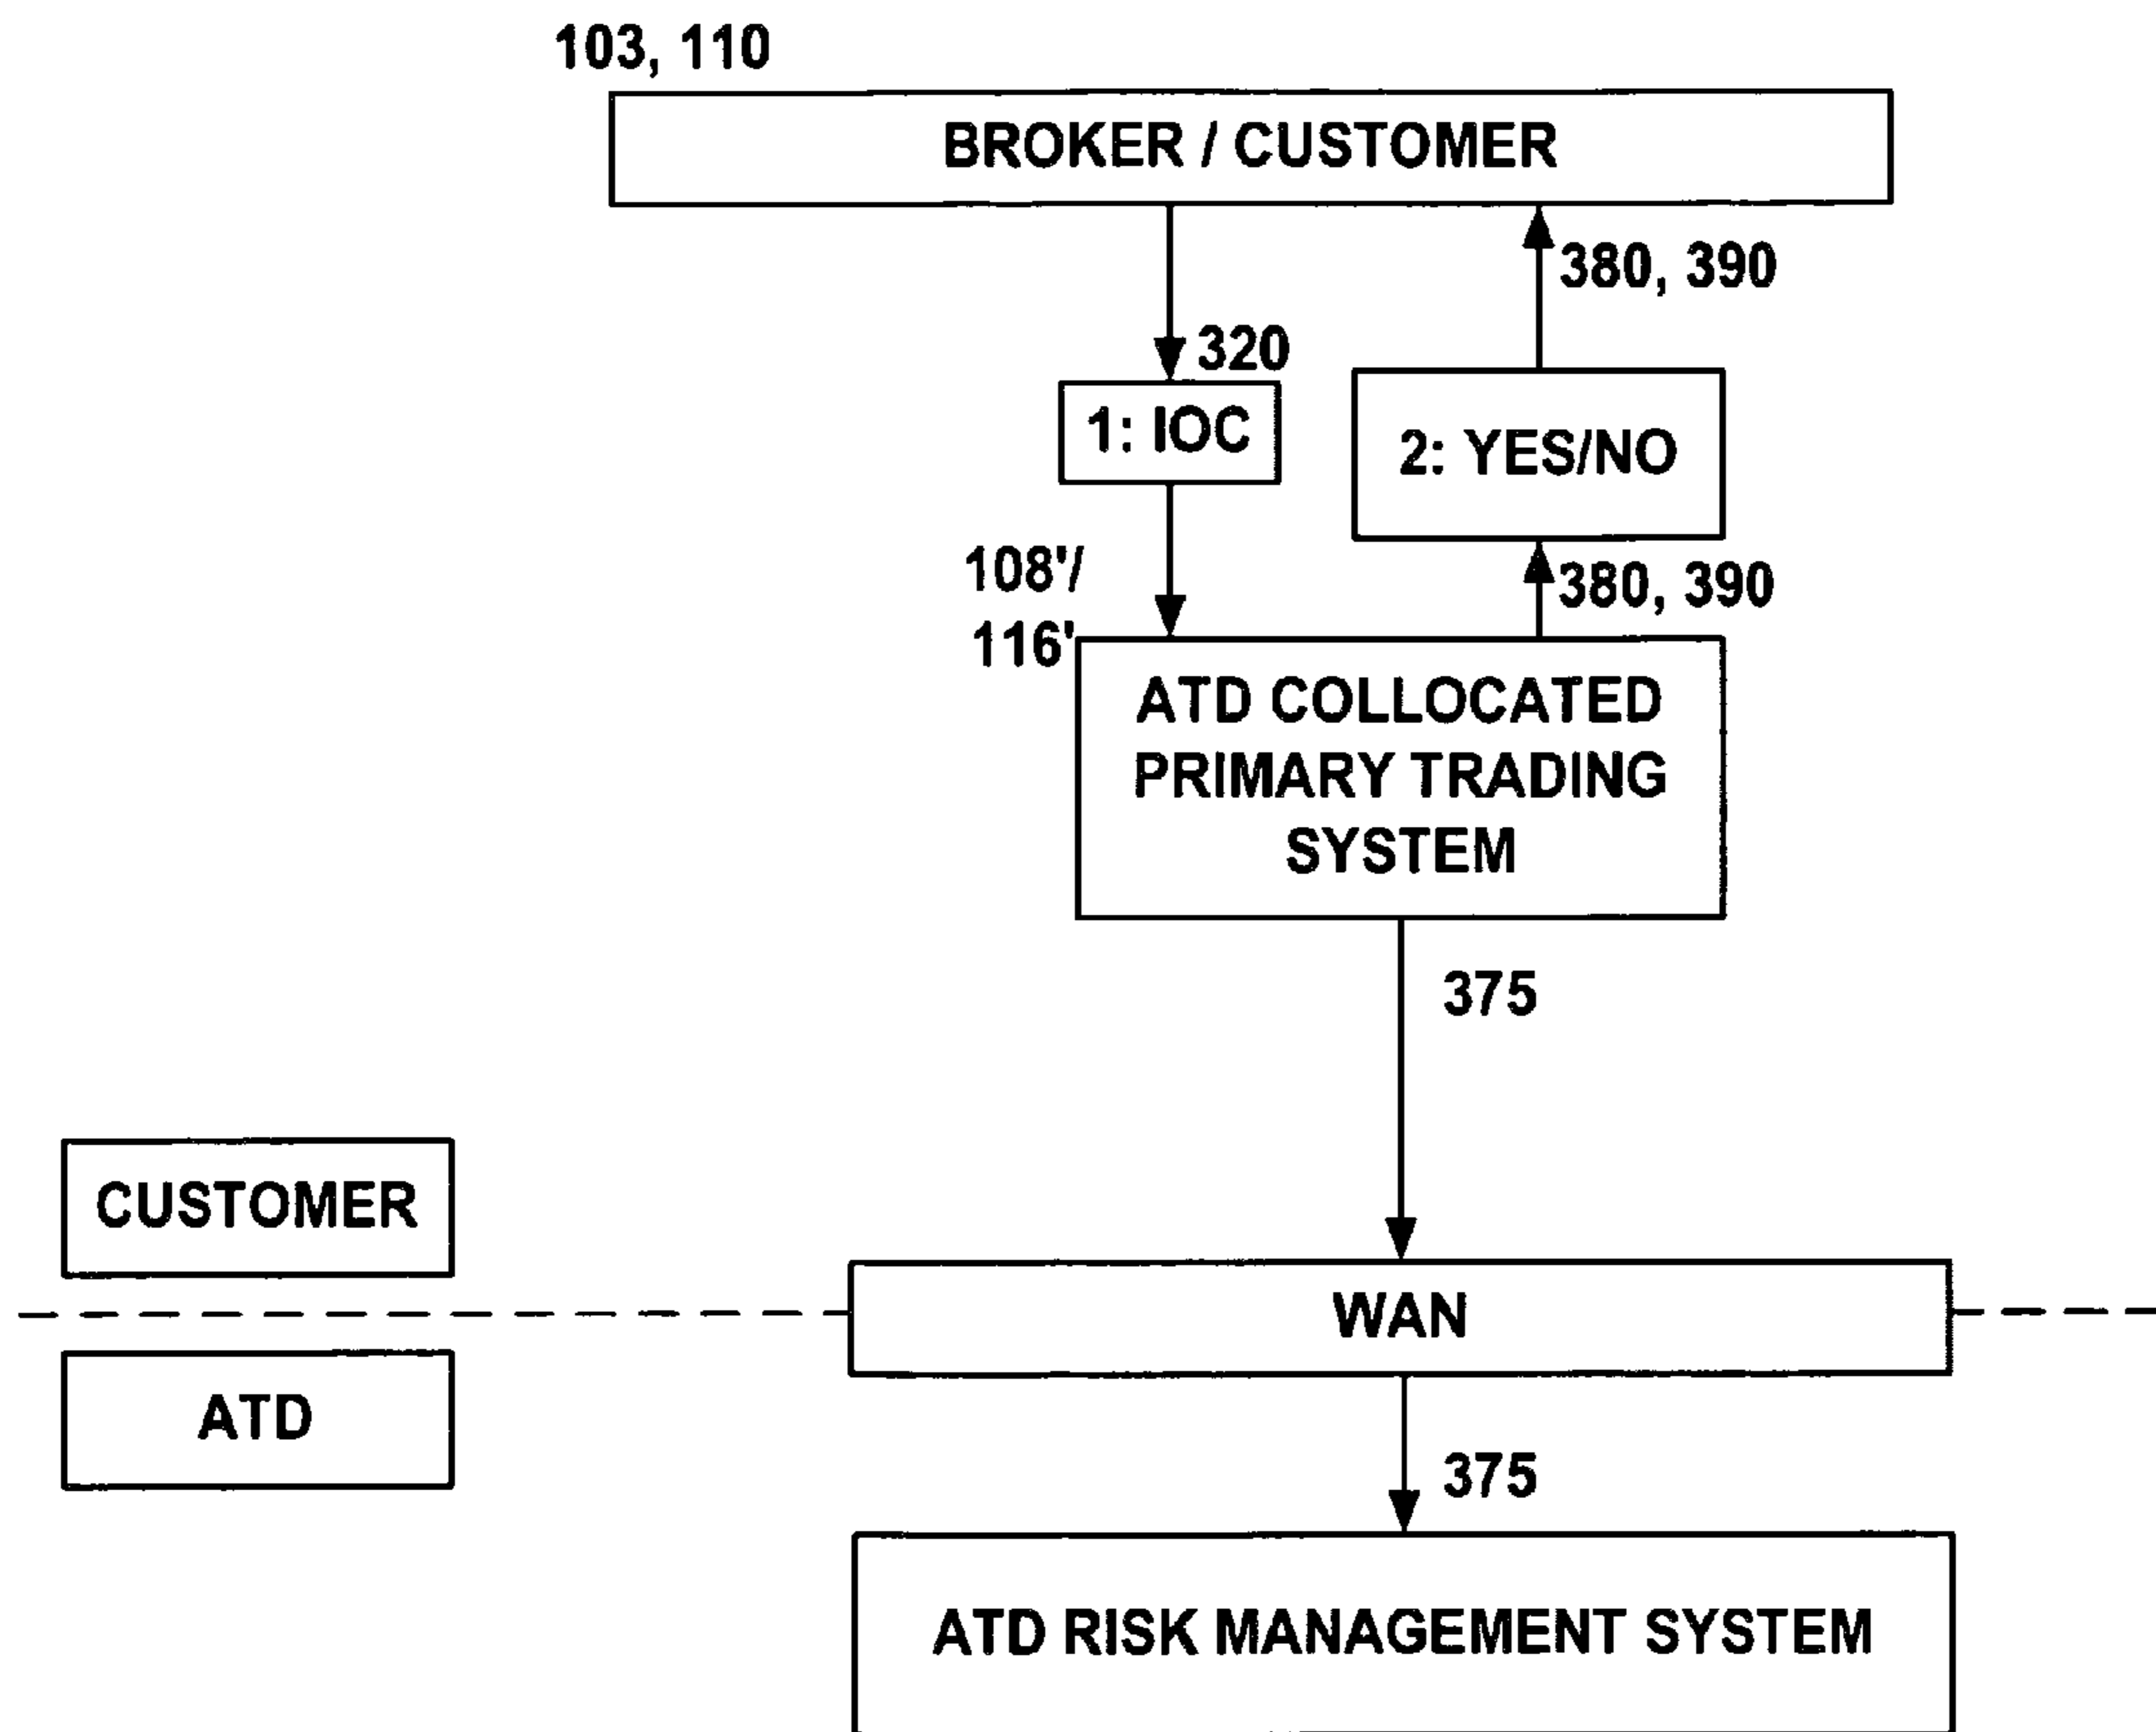 103, 110
BROKER / CUSTOMER
380, 390
320
1: IOC
2: YES/NO
108'/
116'
380, 390
ATD COLLOCATED
PRIMARY TRADING
SYSTEM
375
CUSTOMER
WAN
ATD
375
ATD RISK MANAGEMENT SYSTEM